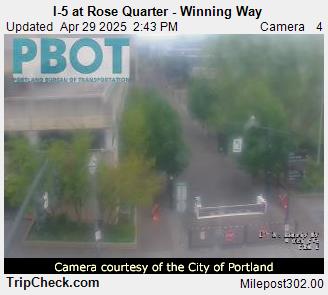 I-5 at Rose Quarter - Winning Way
Updated Apr 29 2025 2:43 PM Camera 4
PBOT
PORTLAND BUREAU OF TRANSPORTATION
Camera courtesy of the City of Portland
TripCheck.com Milepost302.00